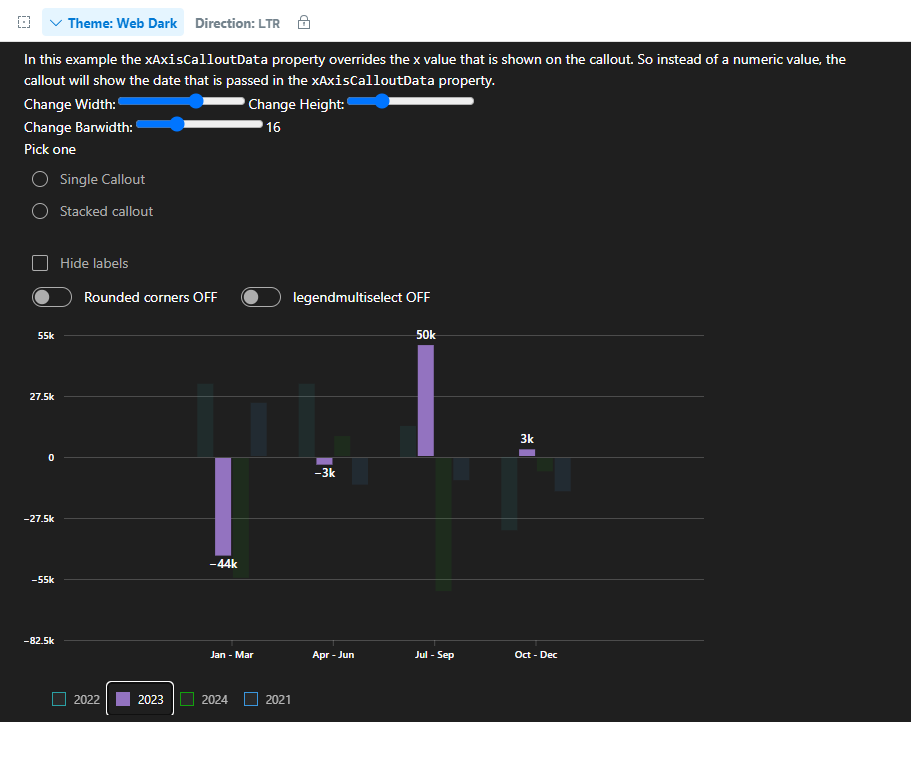 Theme: Web Dark Direction: LTR
In this example the xAxisCalloutData property overrides the x value that is shown on the callout. So instead of a numeric value, the
callout will show the date that is passed in the xAxisCalloutData property.
Change Width: Change Height:
Change Barwidth: 16
Pick one
Single Callout
Stacked callout
Hide labels
Rounded corners OFF legendmultiselect OFF
55k
50k
27.5k
3k
0
−3k
−27.5k
−44k
−55k
−82.5k
Jan - Mar Apr - Jun Jul - Sep Oct - Dec
2022 2023 2024 2021